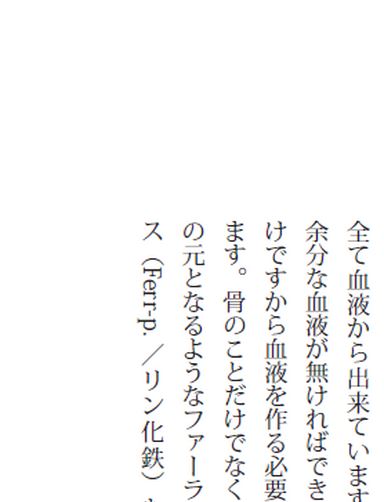 全て血液から出来ています
余分な血液が無ければでき
けですから血液を作る必要
ます。骨のことだけでなく
の元となるようなファーラ
ス（Ferr-p. ／リン化鉄）